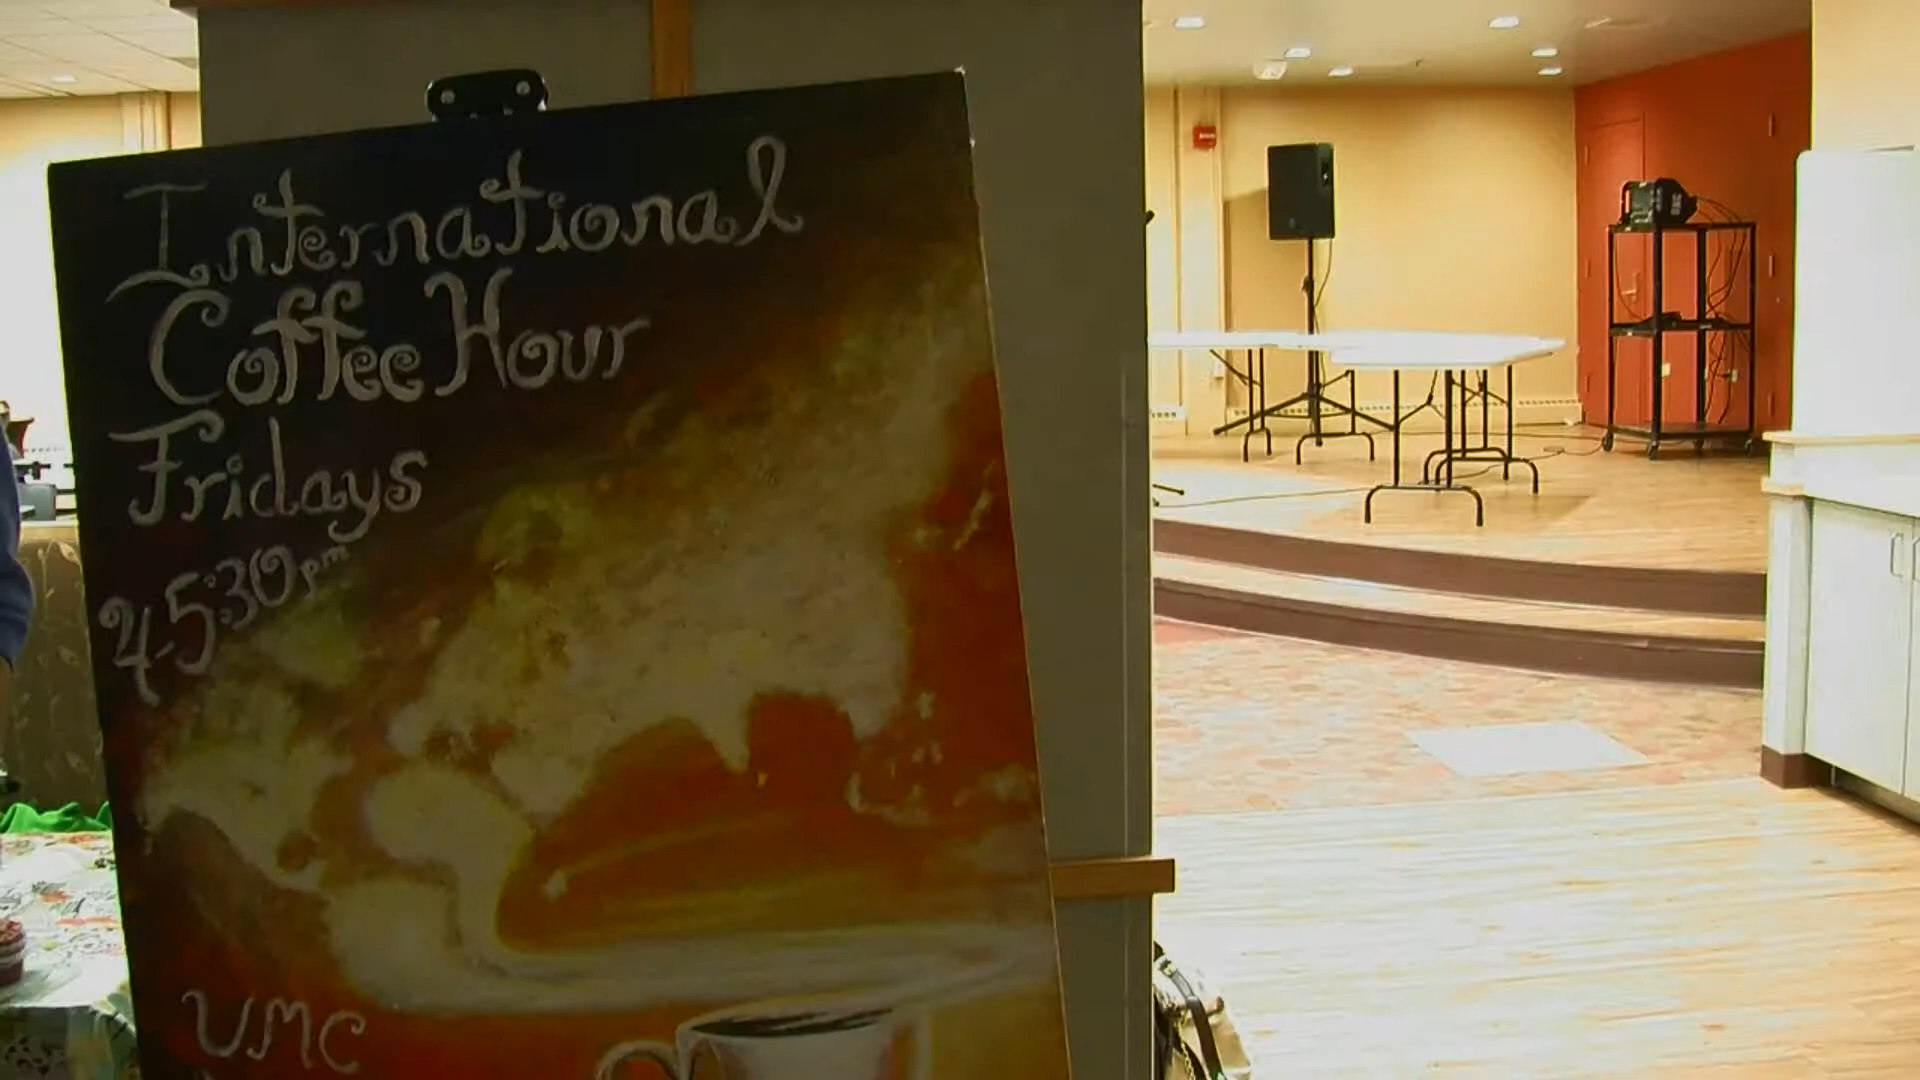 International
Coffee Hour
Fridays
4-5:30pm
UMC